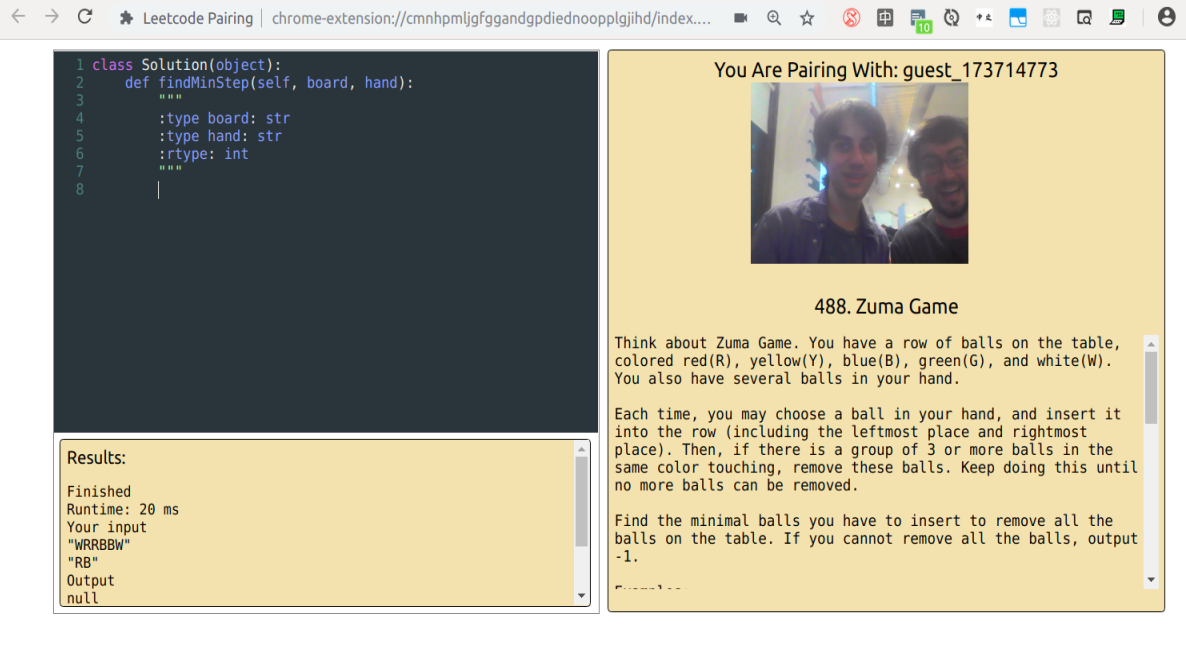 Leetcode Pairing
chrome-extension://cmnhpmljgfggandgpdiednoopplgjihd/index....
10
1 class Solution(object):
2 def findMinStep(self, board, hand):
3 """
4 :type board: str
5 :type hand: str
6 :rtype: int
7 """
8
Results:
Finished
Runtime: 20 ms
Your input
"WRRBBW"
"RB"
Output
null
You Are Pairing With: guest_173714773
488. Zuma Game
Think about Zuma Game. You have a row of balls on the table,
colored red(R), yellow(Y), blue(B), green(G), and white(W).
You also have several balls in your hand.
Each time, you may choose a ball in your hand, and insert it
into the row (including the leftmost place and rightmost
place). Then, if there is a group of 3 or more balls in the
same color touching, remove these balls. Keep doing this until
no more balls can be removed.
Find the minimal balls you have to insert to remove all the
balls on the table. If you cannot remove all the balls, output
-1.